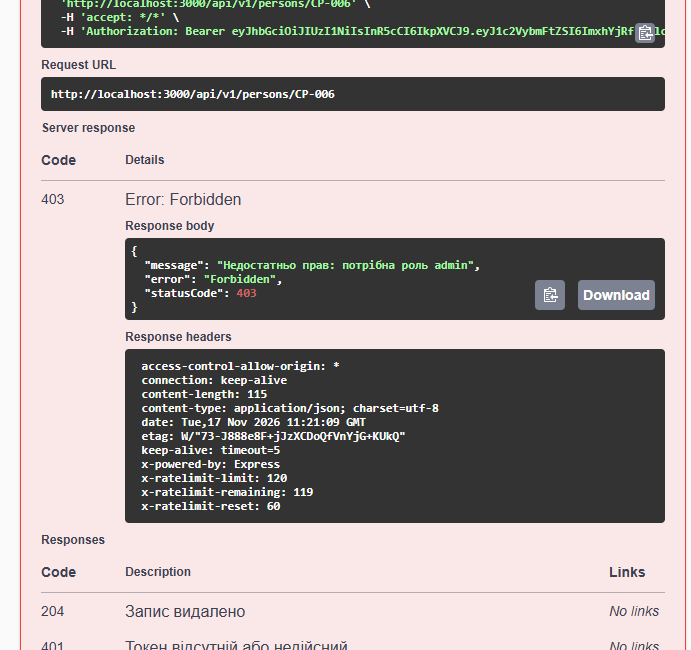 'http://localhost:3000/api/v1/persons/CP-006' \
-H 'accept: */*' \
-H 'Authorization: Bearer eyJhbGciOiJIUzI1NiIsInR5cCI6IkpXVCJ9.eyJ1c2VybmFtZSI6ImxhYjRf
Request URL
http://localhost:3000/api/v1/persons/CP-006
Server response
Code Details
403 Error: Forbidden
Response body
{
"message": "Недостатньо прав: потрібна роль admin",
"error": "Forbidden",
"statusCode": 403
}
Download
Response headers
access-control-allow-origin: *
connection: keep-alive
content-length: 115
content-type: application/json; charset=utf-8
date: Tue,17 Nov 2026 11:21:09 GMT
etag: W/"73-J888e8F+jJzXCDoQfVnYjG+KUkQ"
keep-alive: timeout=5
x-powered-by: Express
x-ratelimit-limit: 120
x-ratelimit-remaining: 119
x-ratelimit-reset: 60
Responses
Code Description Links
204 Запис видалено No links
401 Токен відсутній або недійсний No links